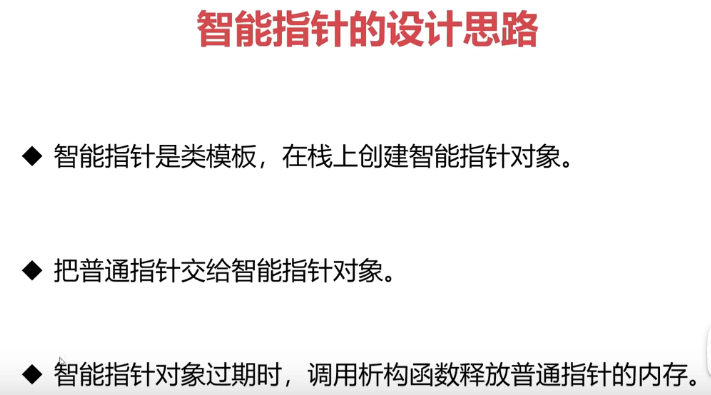 智能指针的设计思路
◆ 智能指针是类模板，在栈上创建智能指针对象。
◆ 把普通指针交给智能指针对象。
◆ 智能指针对象过期时，调用析构函数释放普通指针的内存。